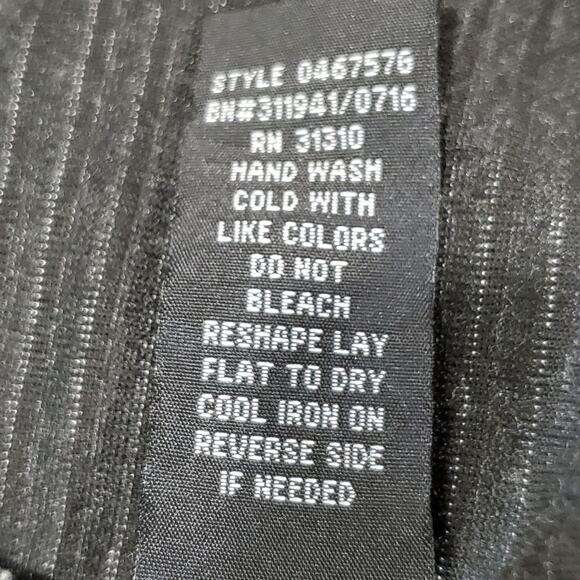 STYLE 0467576
BN#311941/0716
RN 31310
HAND WASH
COLD WITH
LIKE COLORS
DO NOT
BLEACH
RESHAPE LAY
FLAT TO DRY
COOL IRON ON
REVERSE SIDE
IF NEEDED